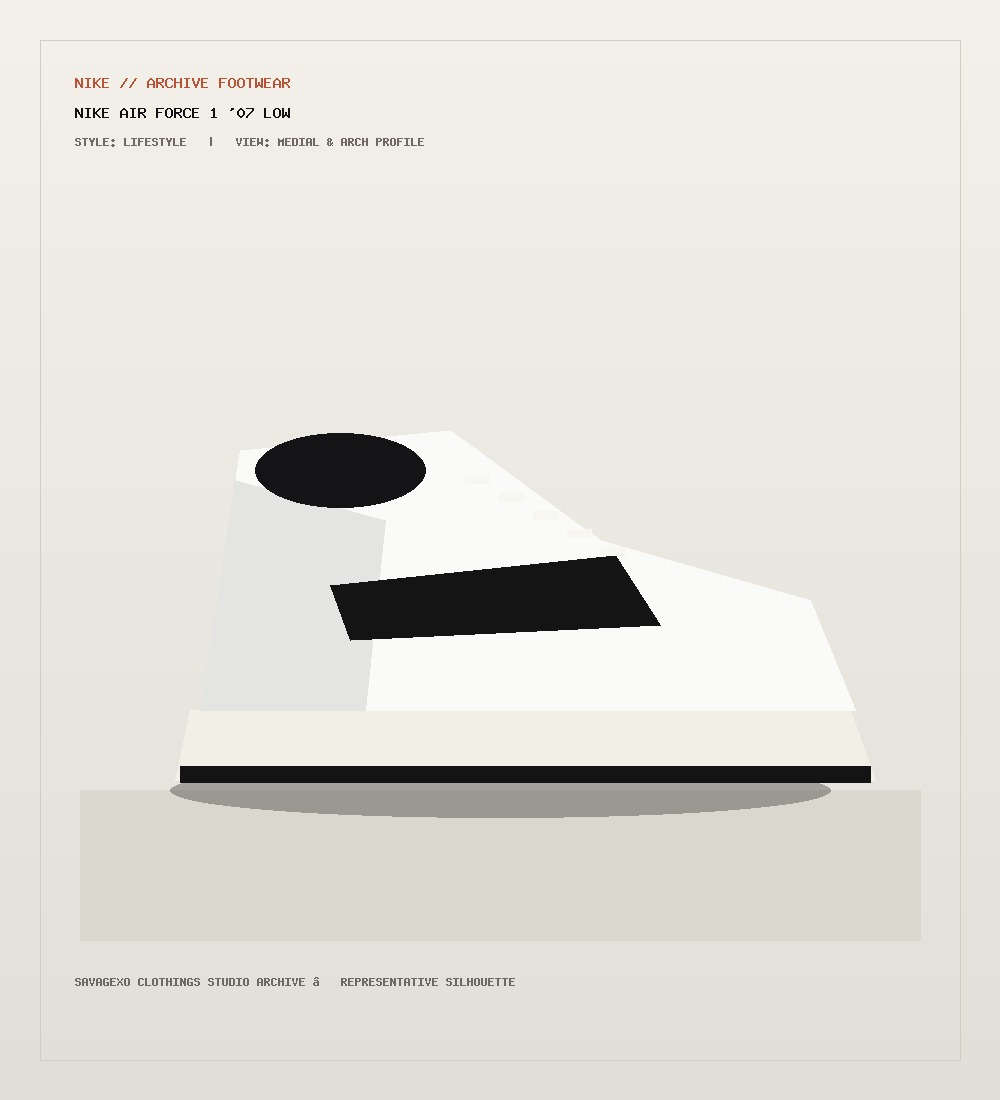 NIKE // ARCHIVE FOOTWEAR
NIKE AIR FORCE 1 ´07 LOW
STYLE: LIFESTYLE | VIEW: MEDIAL & ARCH PROFILE
SAVAGEXO CLOTHINGS STUDIO ARCHIVE â REPRESENTATIVE SILHOUETTE